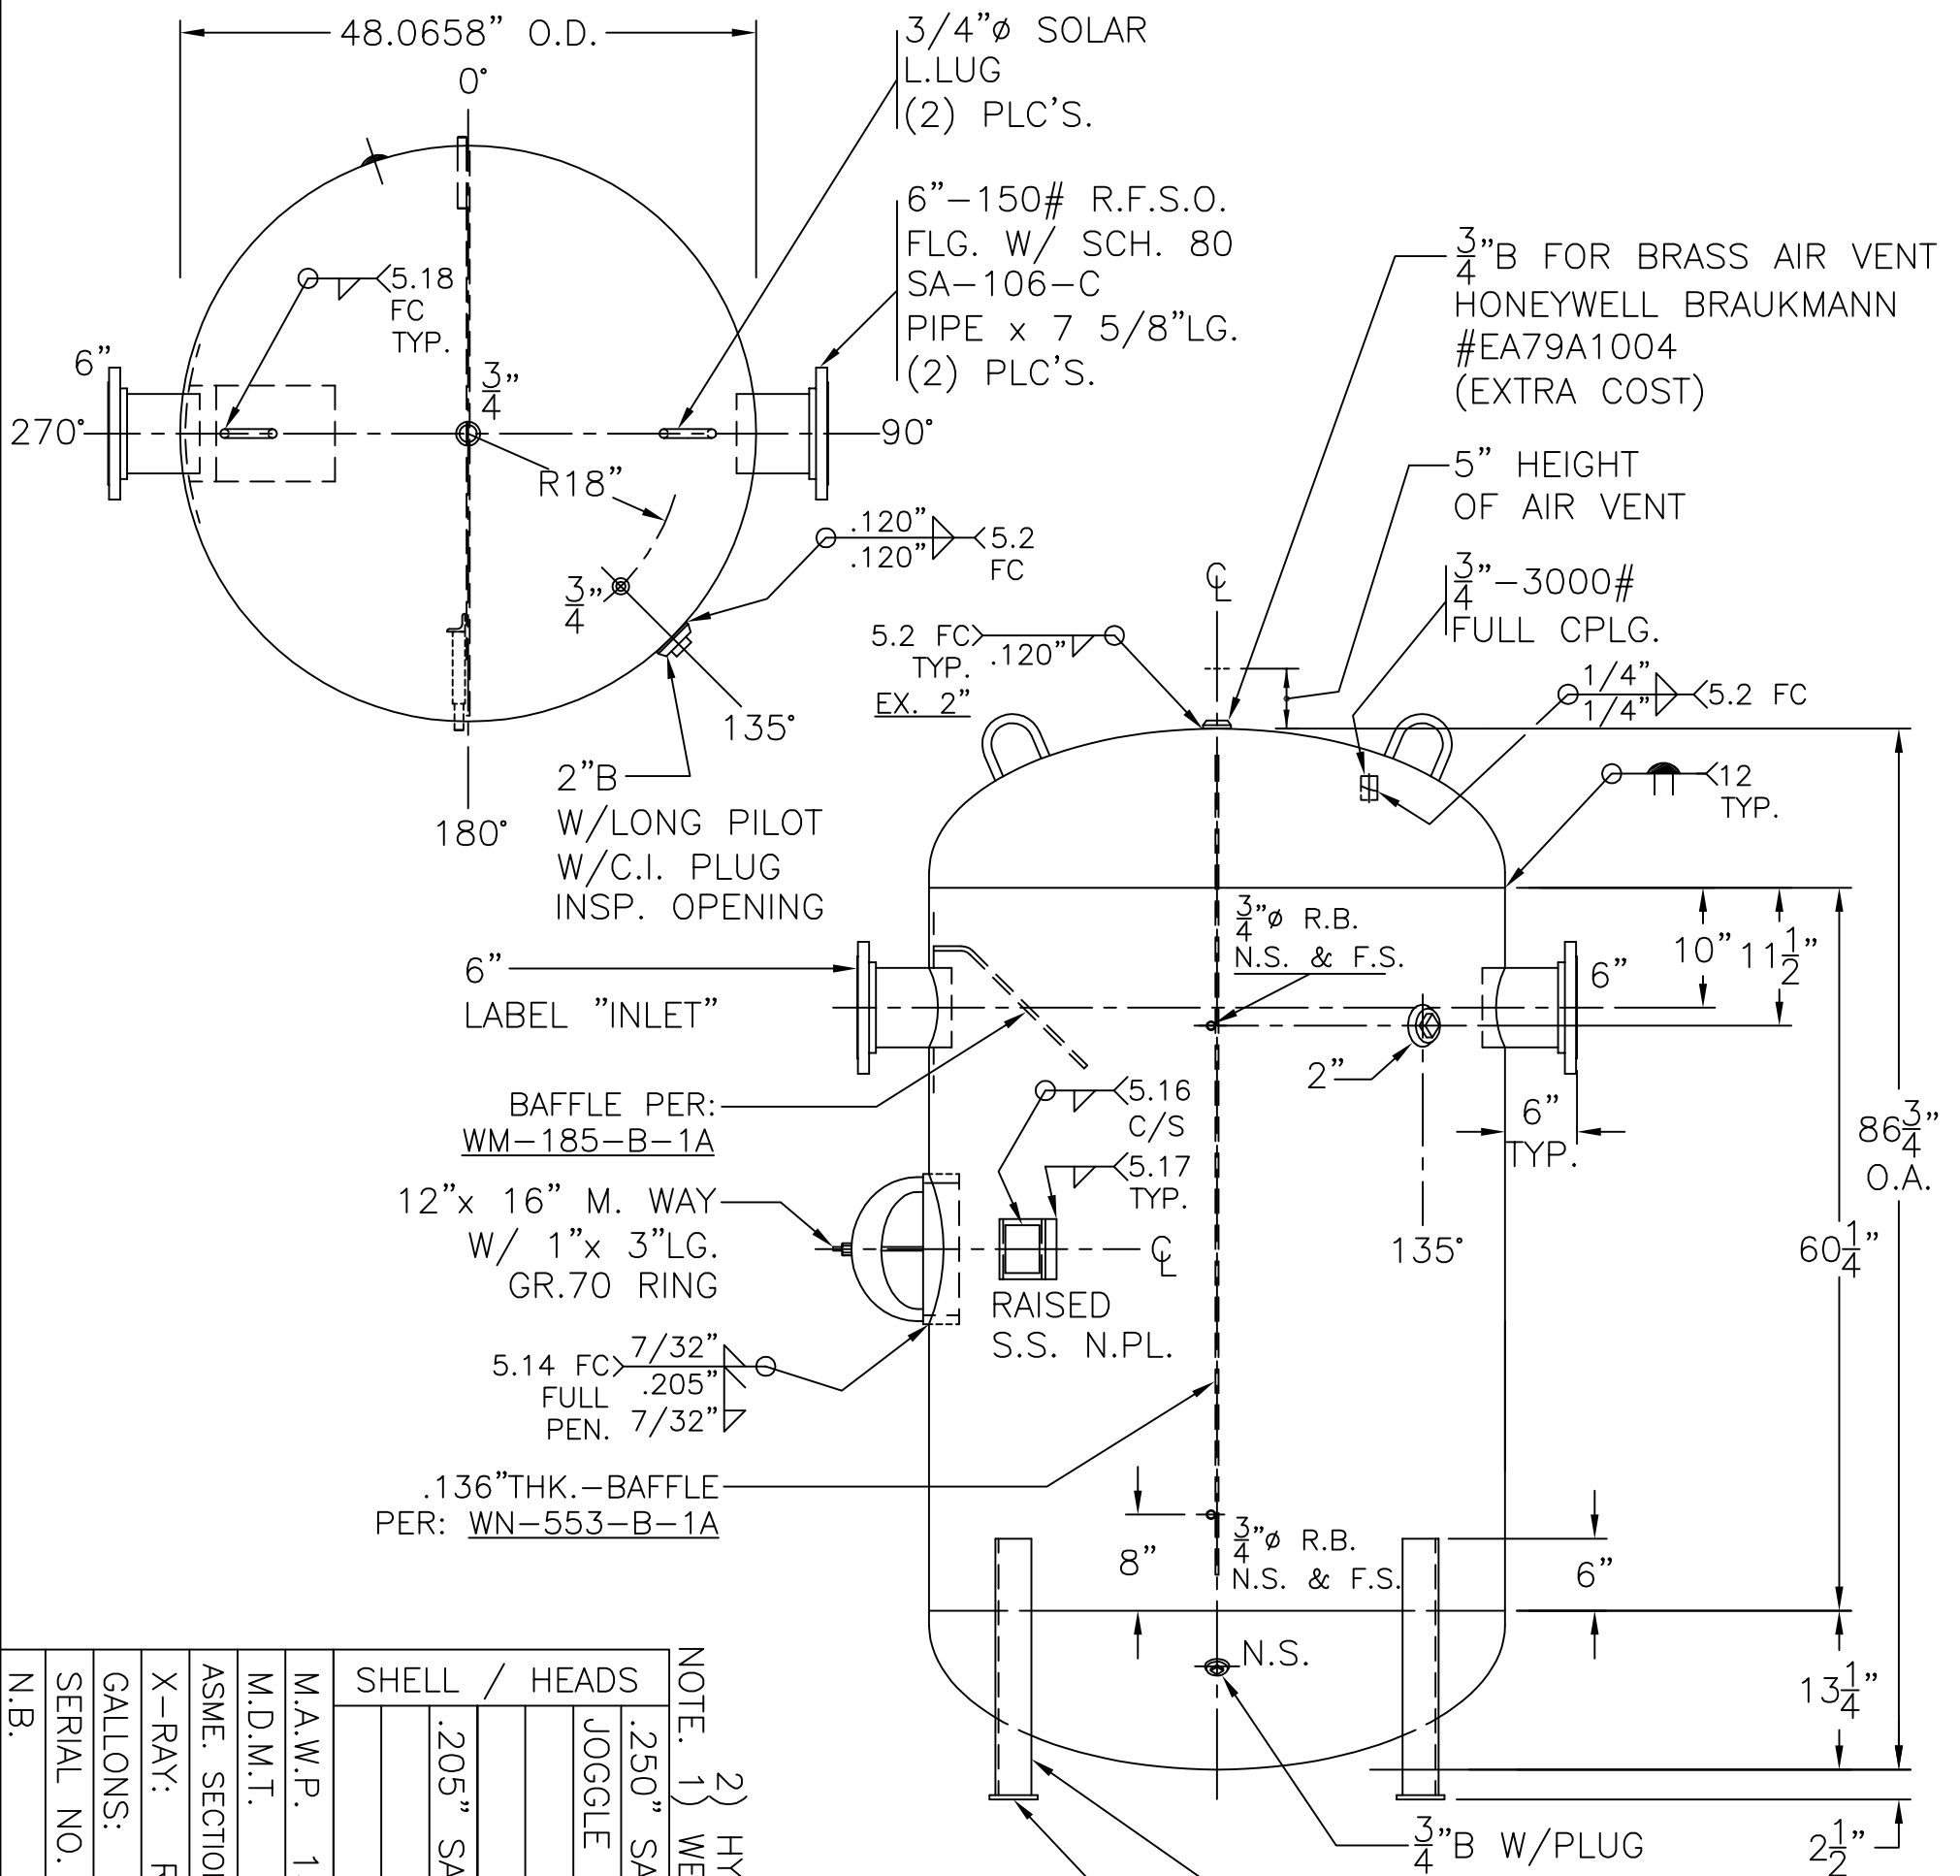 48.0658" O.D.
0°
3/4"ø SOLAR
L.LUG
(2) PLC'S.
6"-150# R.F.S.O.
FLG. W/ SCH. 80
SA-106-C
PIPE x 7 5/8"LG.
(2) PLC'S.
3/4"B FOR BRASS AIR VENT
HONEYWELL BRAUKMANN
#EA79A1004
(EXTRA COST)
5" HEIGHT
OF AIR VENT
3/4"-3000#
FULL CPLG.
5.18
FC
TYP.
6"
270°
3/4"
90°
R18"
.120"
.120"
5.2
FC
3/4"
135°
180°
2"B
W/LONG PILOT
W/C.I. PLUG
INSP. OPENING
℄
5.2 FC
TYP.
.120"
EX. 2"
1/4"
1/4"
5.2 FC
12
TYP.
3/4"ø R.B.
N.S. & F.S.
10"
11 1/2"
6"
6"
LABEL "INLET"
2"
BAFFLE PER:
WM-185-B-1A
5.16
C/S
5.17
TYP.
6"
TYP.
86 3/4"
O.A.
12"x 16" M. WAY
W/ 1"x 3"LG.
GR.70 RING
℄
135°
60 1/4"
RAISED
S.S. N.PL.
5.14 FC
FULL
PEN.
7/32"
.205"
7/32"
.136"THK.-BAFFLE
PER: WN-553-B-1A
8"
3/4"ø R.B.
N.S. & F.S.
6"
N.S.
13 1/4"
3/4"B W/PLUG
2 1/2"
2) HY
NOTE. 1) WE
SHELL / HEADS
.250" SA
JOGGLE
.205" SA
M.A.W.P. 1
M.D.M.T.
ASME. SECTION
X-RAY: R
GALLONS:
SERIAL NO.
N.B.